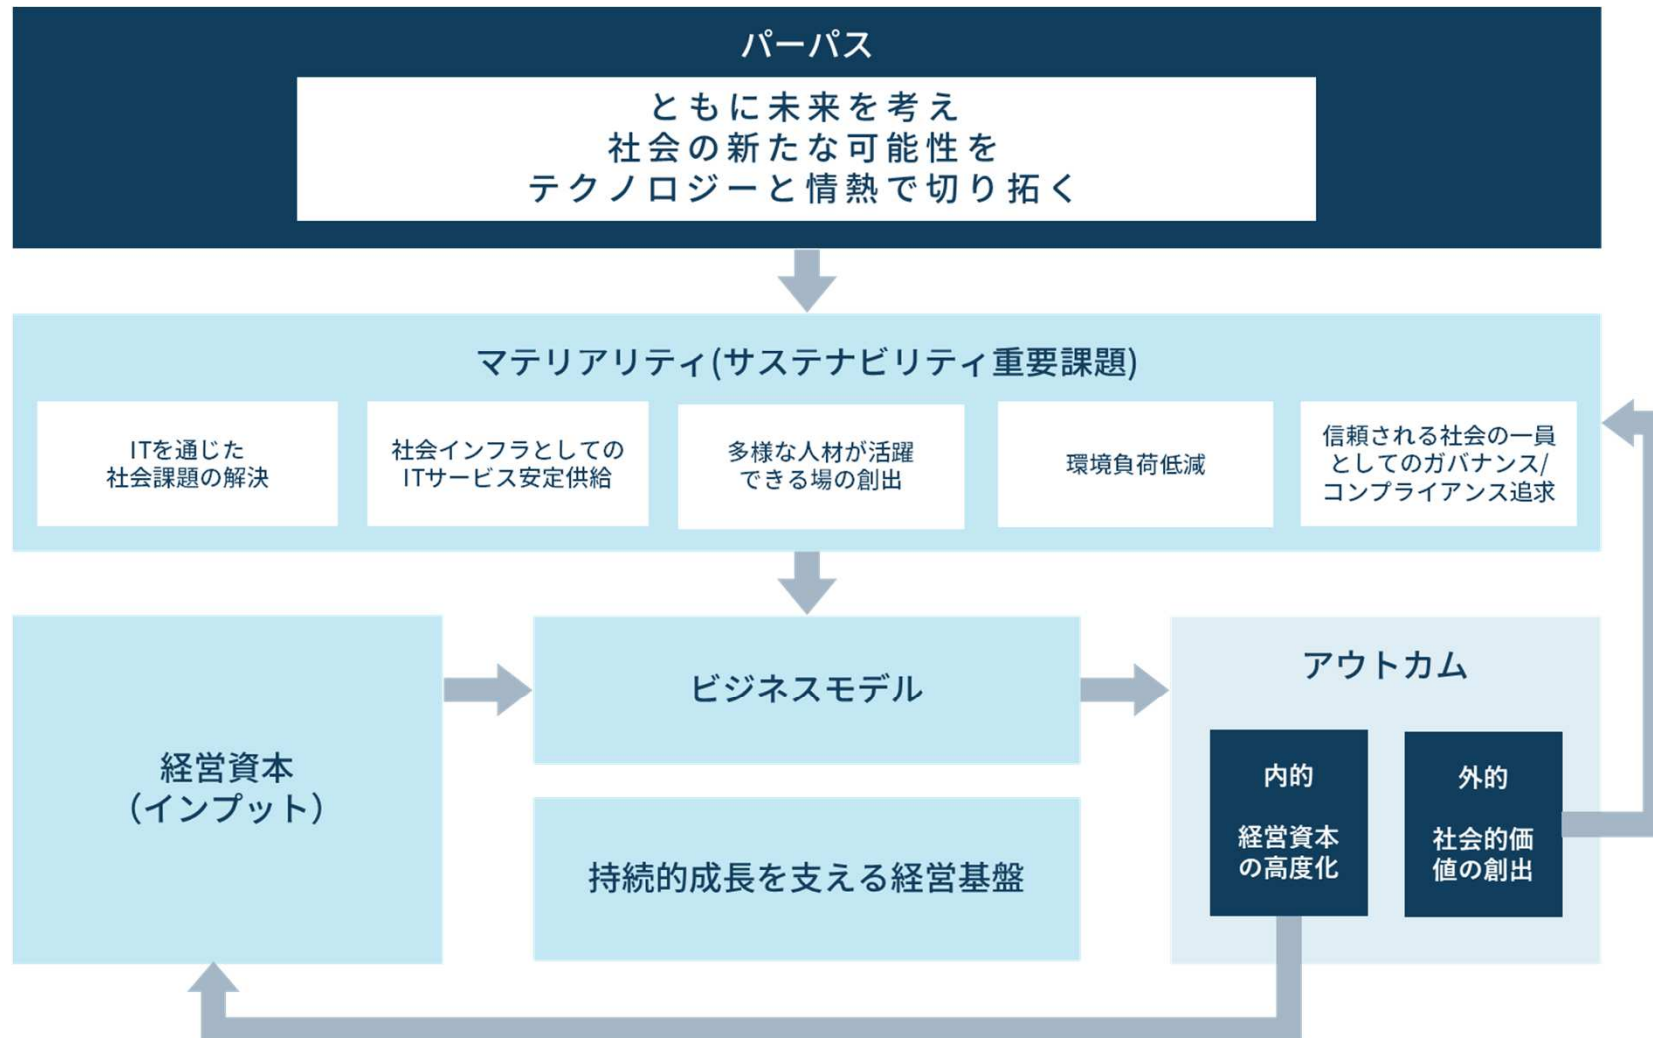 パーパス
ともに未来を考え
社会の新たな可能性を
テクノロジーと情熱で切り拓く
マテリアリティ(サステナビリティ重要課題)
ITを通じた
社会課題の解決
社会インフラとしての
ITサービス安定供給
多様な人材が活躍
できる場の創出
環境負荷低減
信頼される社会の一員
としてのガバナンス/
コンプライアンス追求
経営資本
（インプット）
ビジネスモデル
持続的成長を支える経営基盤
アウトカム
内的
経営資本
の高度化
外的
社会的価
値の創出